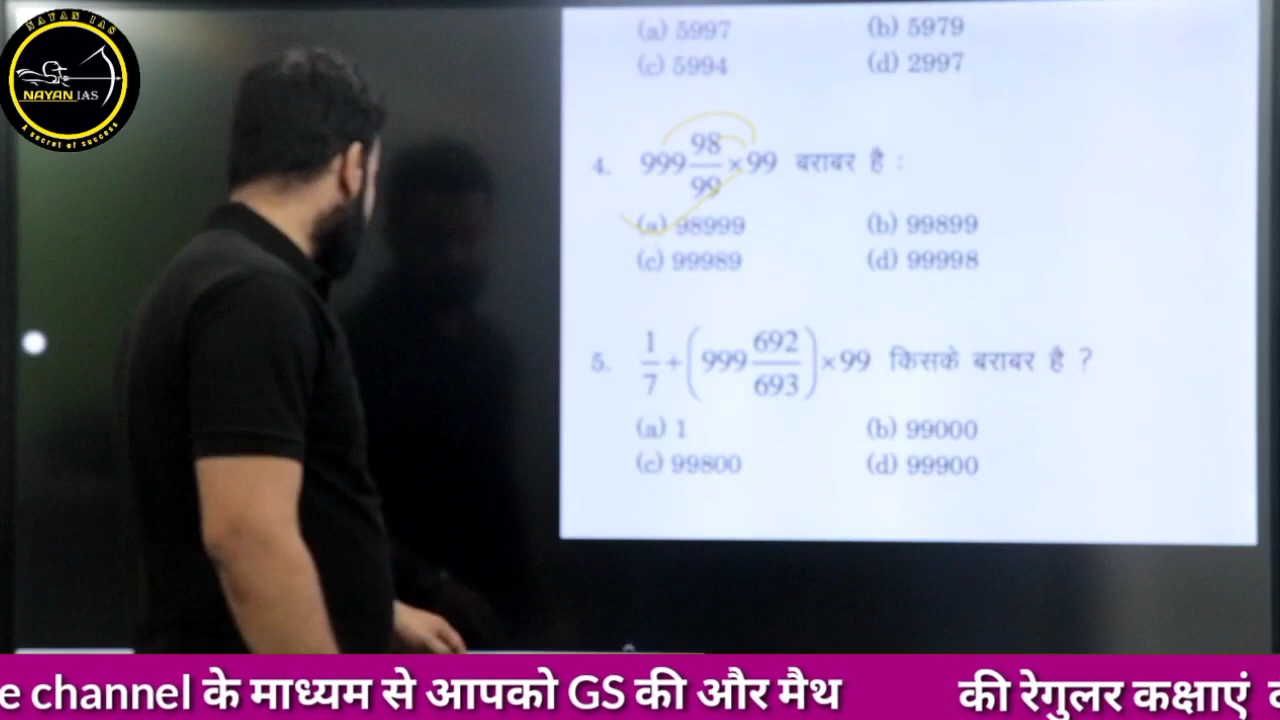 NAYAN IAS
NAYAN IAS
A secret of success
(a) 5997 (b) 5979
(c) 5994 (d) 2997
4. 999 98/99 × 99 बराबर है :
(a) 98999 (b) 99899
(c) 99989 (d) 99998
5. 1/7 + (999 692/693) × 99 किसके बराबर है ?
(a) 1 (b) 99000
(c) 99800 (d) 99900
e channel के माध्यम से आपको GS की और मैथ की रेगुलर कक्षाएं